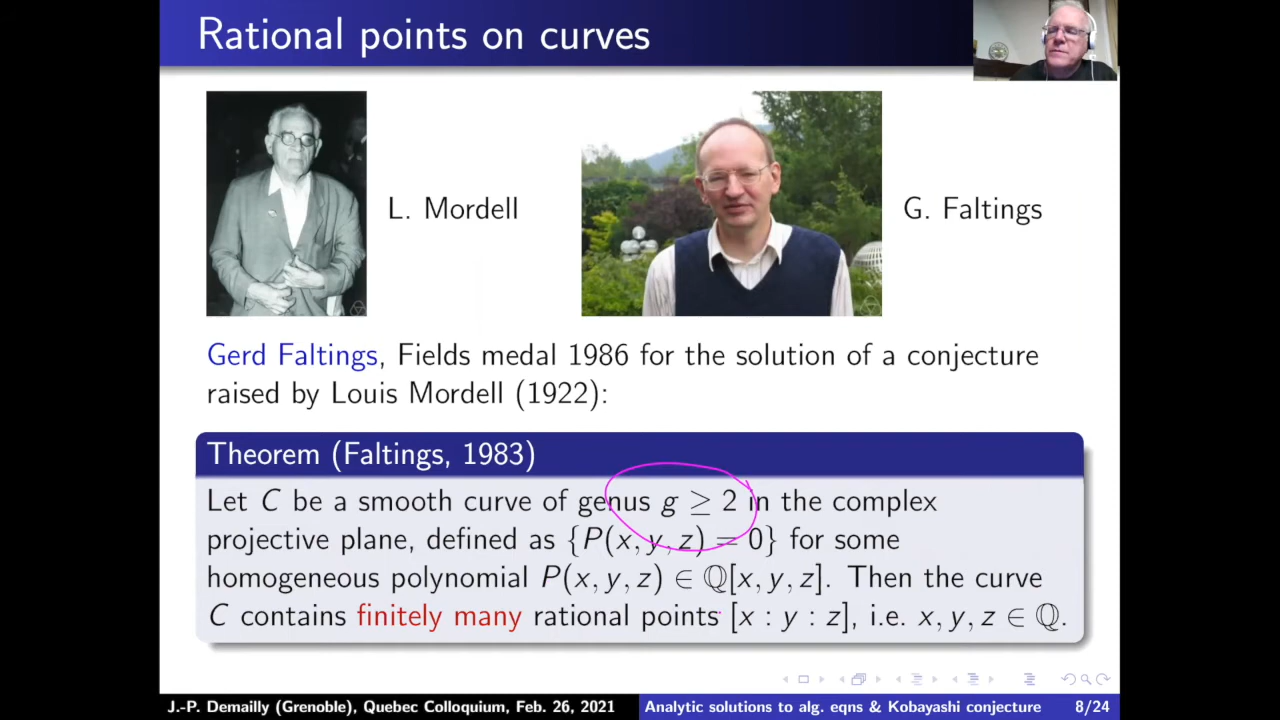 Rational points on curves
L. Mordell
G. Faltings
Gerd Faltings, Fields medal 1986 for the solution of a conjecture
raised by Louis Mordell (1922):
Theorem (Faltings, 1983)
Let C be a smooth curve of genus g ≥ 2 in the complex
projective plane, defined as {P(x, y, z) = 0} for some
homogeneous polynomial P(x, y, z) ∈ ℚ[x, y, z]. Then the curve
C contains finitely many rational points [x : y : z], i.e. x, y, z ∈ ℚ.
J.-P. Demailly (Grenoble), Quebec Colloquium, Feb. 26, 2021
Analytic solutions to alg. eqns & Kobayashi conjecture
8/24